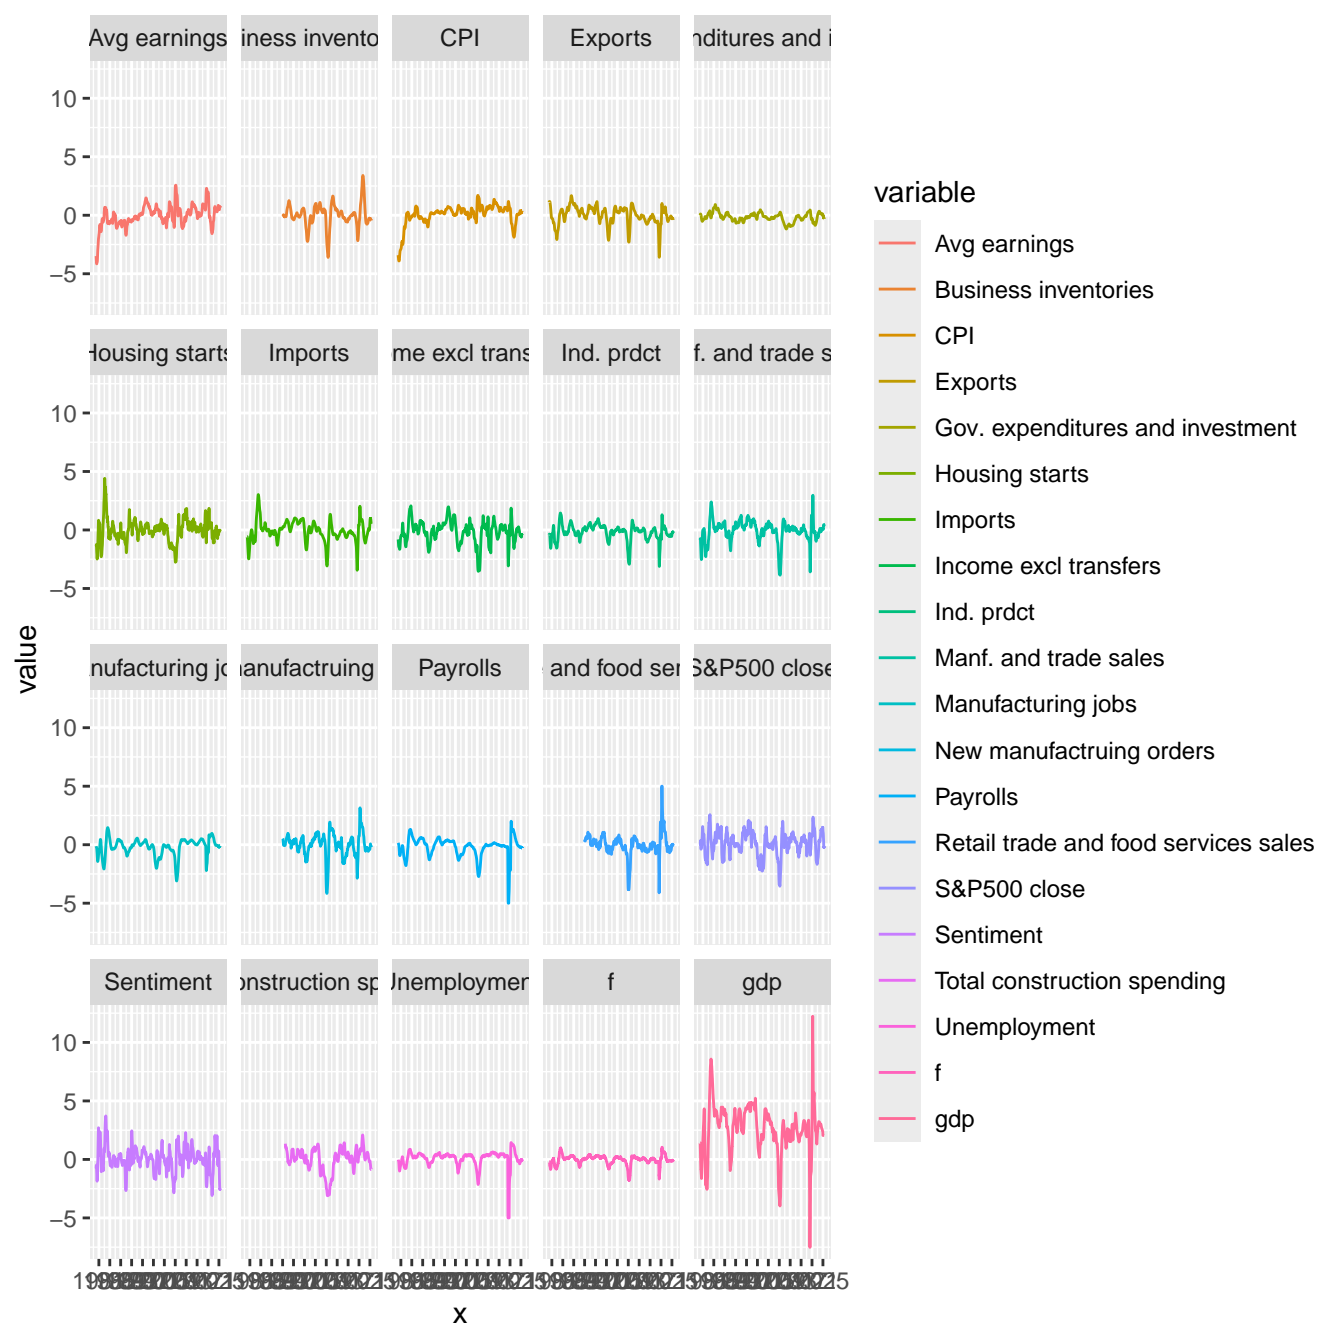 Avg earnings
iness invento
CPI
Exports
nditures and i
10
5
0
−5
Housing starts
Imports
me excl trans
Ind. prdct
f. and trade s
10
5
0
−5
nufacturing jo
anufactruing
Payrolls
and food ser
S&P500 close
10
5
0
−5
Sentiment
onstruction sp
Unemploymen
f
gdp
10
5
0
−5
value
x
variable
Avg earnings
Business inventories
CPI
Exports
Gov. expenditures and investment
Housing starts
Imports
Income excl transfers
Ind. prdct
Manf. and trade sales
Manufacturing jobs
New manufactruing orders
Payrolls
Retail trade and food services sales
S&P500 close
Sentiment
Total construction spending
Unemployment
f
gdp